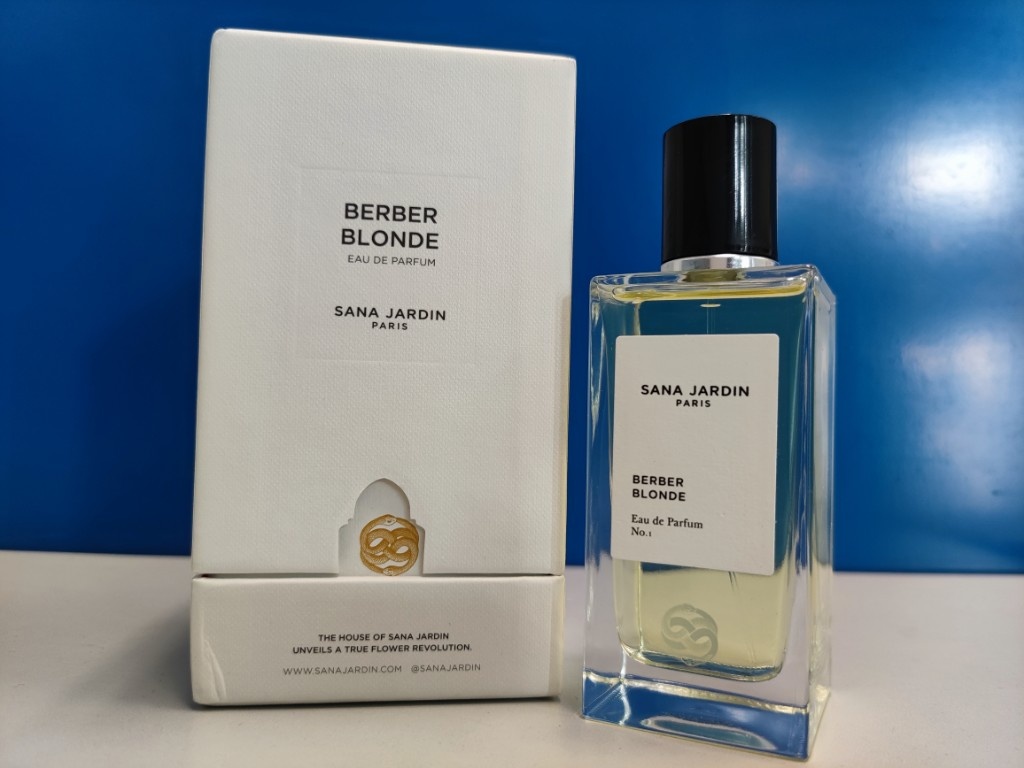 BERBER
BLONDE
EAU DE PARFUM
SANA JARDIN
PARIS
THE HOUSE OF SANA JARDIN
UNVEILS A TRUE FLOWER REVOLUTION.
WWW.SANAJARDIN.COM @SANAJARDIN
SANA JARDIN
PARIS
BERBER
BLONDE
Eau de Parfum
No.1